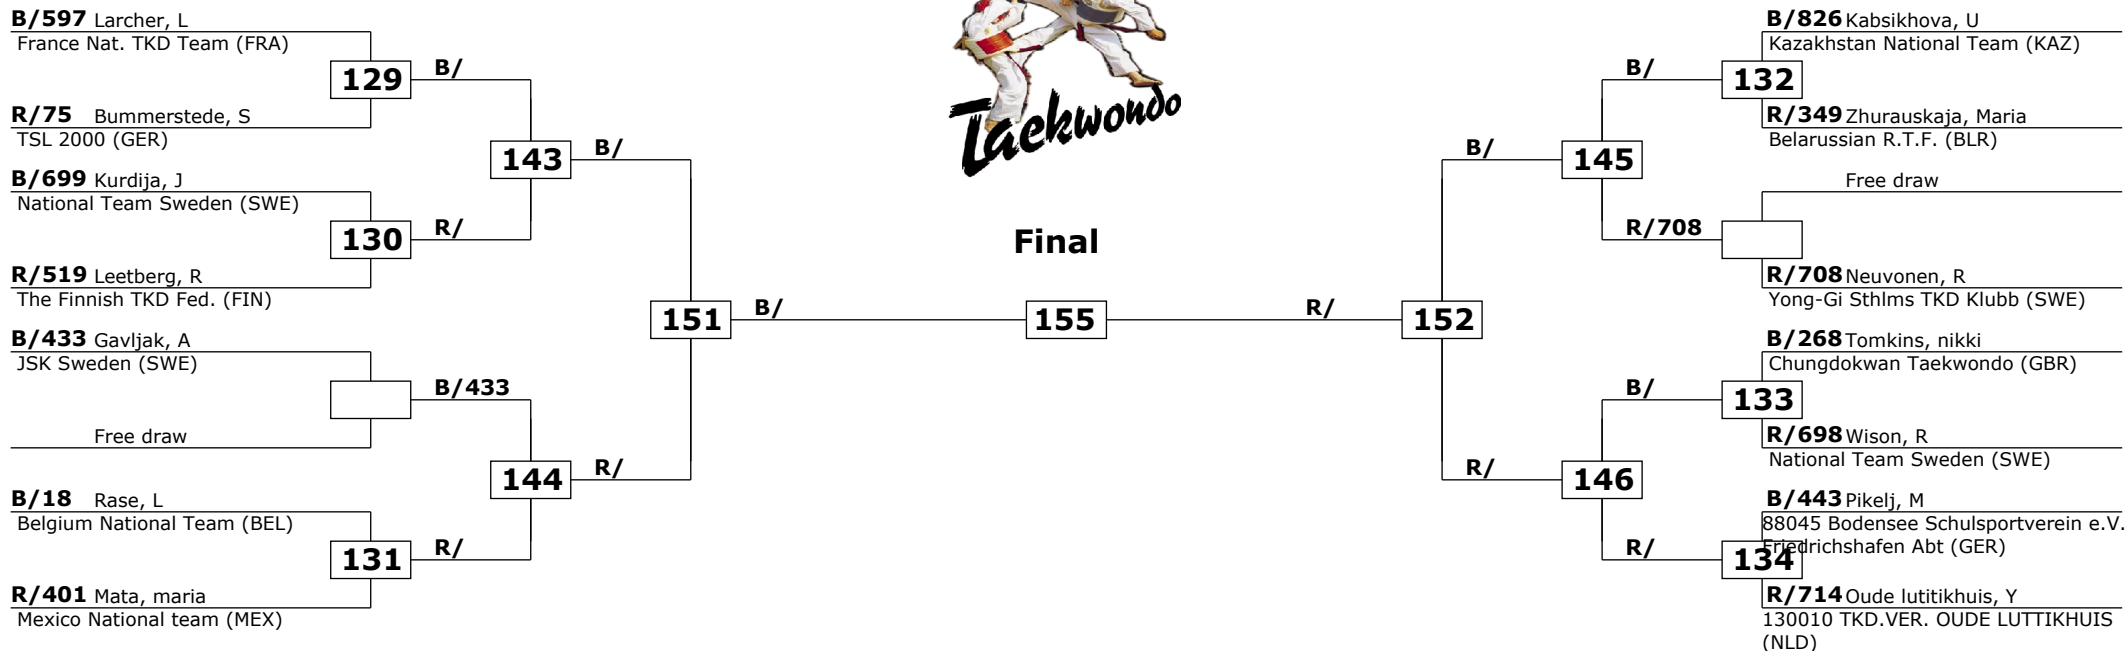 B/597 Larcher, L
France Nat. TKD Team (FRA)
129
B/
R/75 Bummerstede, S
TSL 2000 (GER)
143
B/
B/699 Kurdija, J
National Team Sweden (SWE)
130
R/
R/519 Leetberg, R
The Finnish TKD Fed. (FIN)
151
B/
B/433 Gavljak, A
JSK Sweden (SWE)
B/433
Free draw
144
R/
B/18 Rase, L
Belgium National Team (BEL)
131
R/
R/401 Mata, maria
Mexico National team (MEX)
Taekwondo
Final
155
B/826 Kabsikhova, U
Kazakhstan National Team (KAZ)
B/
132
R/349 Zhurauskaja, Maria
Belarussian R.T.F. (BLR)
B/
145
Free draw
R/708
R/708 Neuvonen, R
Yong-Gi Sthlms TKD Klubb (SWE)
R/
152
B/268 Tomkins, nikki
Chungdokwan Taekwondo (GBR)
B/
133
R/698 Wison, R
National Team Sweden (SWE)
R/
146
B/443 Pikelj, M
88045 Bodensee Schulsportverein e.V.
Friedrichshafen Abt (GER)
R/
134
R/714 Oude lutitikhuis, Y
130010 TKD.VER. OUDE LUTTIKHUIS
(NLD)